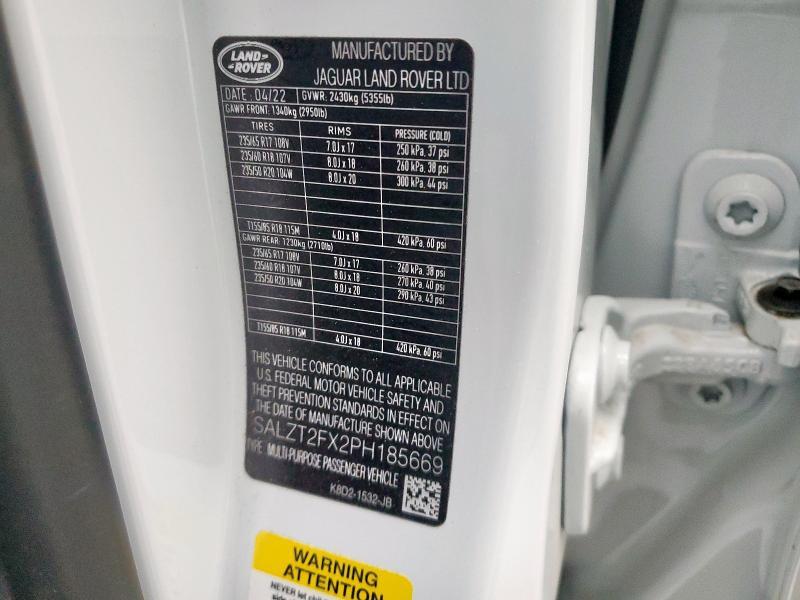 LAND-
-ROVER
MANUFACTURED BY
JAGUAR LAND ROVER LTD
DATE: 04/22 GVWR: 2430kg (5355lb)
GAWR FRONT: 1340kg (2950lb)
TIRES RIMS PRESSURE (COLD)
235/65 R17 108V 7.0J x 17 250 kPa, 37 psi
235/60 R18 107V 8.0J x 18 260 kPa, 38 psi
235/50 R20 104W 8.0J x 20 300 kPa, 44 psi
T155/85 R18 115M 4.0J x 18 420 kPa, 60 psi
GAWR REAR: 1230kg (2710lb)
235/65 R17 108V 7.0J x 17 260 kPa, 38 psi
235/60 R18 107V 8.0J x 18 270 kPa, 40 psi
235/50 R20 104W 8.0J x 20 290 kPa, 43 psi
T155/85 R18 115M 4.0J x 18 420 kPa, 60 psi
THIS VEHICLE CONFORMS TO ALL APPLICABLE
U.S. FEDERAL MOTOR VEHICLE SAFETY AND
THEFT PREVENTION STANDARDS IN EFFECT ON
THE DATE OF MANUFACTURE SHOWN ABOVE
SALZT2FX2PH185669
TYPE: MULTI-PURPOSE PASSENGER VEHICLE
K8D2-1532-JB
WARNING
ATTENTION
NEVER let